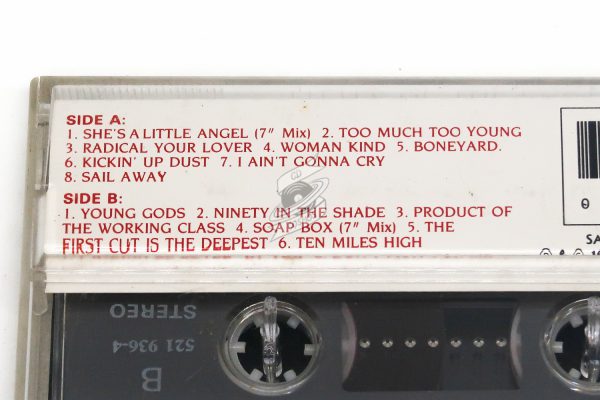 SIDE A:
1. SHE'S A LITTLE ANGEL (7" Mix) 2. TOO MUCH TOO YOUNG
3. RADICAL YOUR LOVER 4. WOMAN KIND 5. BONEYARD.
6. KICKIN' UP DUST 7. I AIN'T GONNA CRY
8. SAIL AWAY
SIDE B:
1. YOUNG GODS 2. NINETY IN THE SHADE 3. PRODUCT OF
THE WORKING CLASS 4. SOAP BOX (7" Mix) 5. THE
FIRST CUT IS THE DEEPEST 6. TEN MILES HIGH
0
SA
STEREO
521 936-4
B
CD